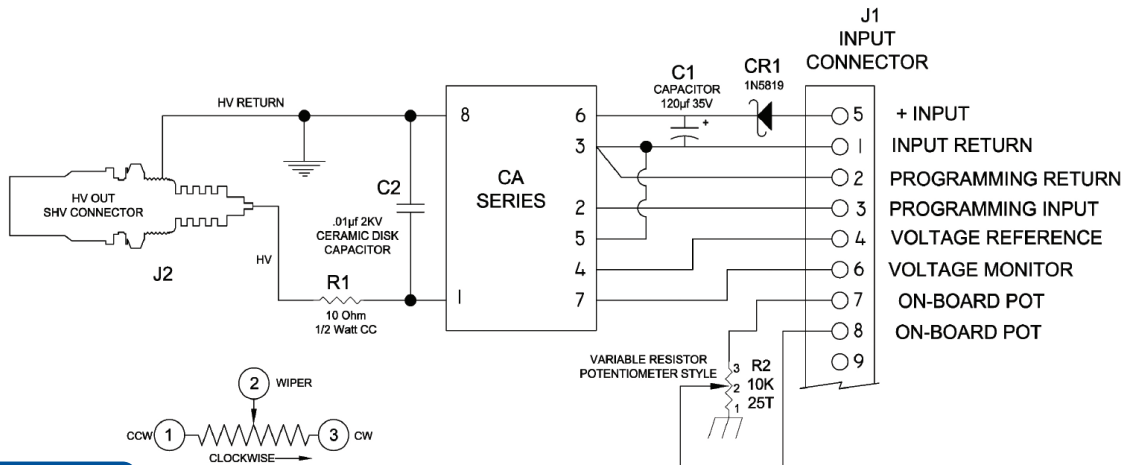 J1
INPUT
CONNECTOR
C1
CAPACITOR
120µf 35V
+
CR1
1N5819
HV RETURN
8
6
5
+ INPUT
3
1
INPUT RETURN
2
PROGRAMMING RETURN
CA
SERIES
2
3
PROGRAMMING INPUT
5
4
VOLTAGE REFERENCE
4
6
VOLTAGE MONITOR
7
7
ON-BOARD POT
1
8
ON-BOARD POT
9
HV OUT
SHV CONNECTOR
J2
C2
.01µf 2KV
CERAMIC DISK
CAPACITOR
HV
R1
10 Ohm
1/2 Watt CC
VARIABLE RESISTOR
POTENTIOMETER STYLE
3
2
1
R2
10K
25T
2
WIPER
CCW
1
3
CW
CLOCKWISE